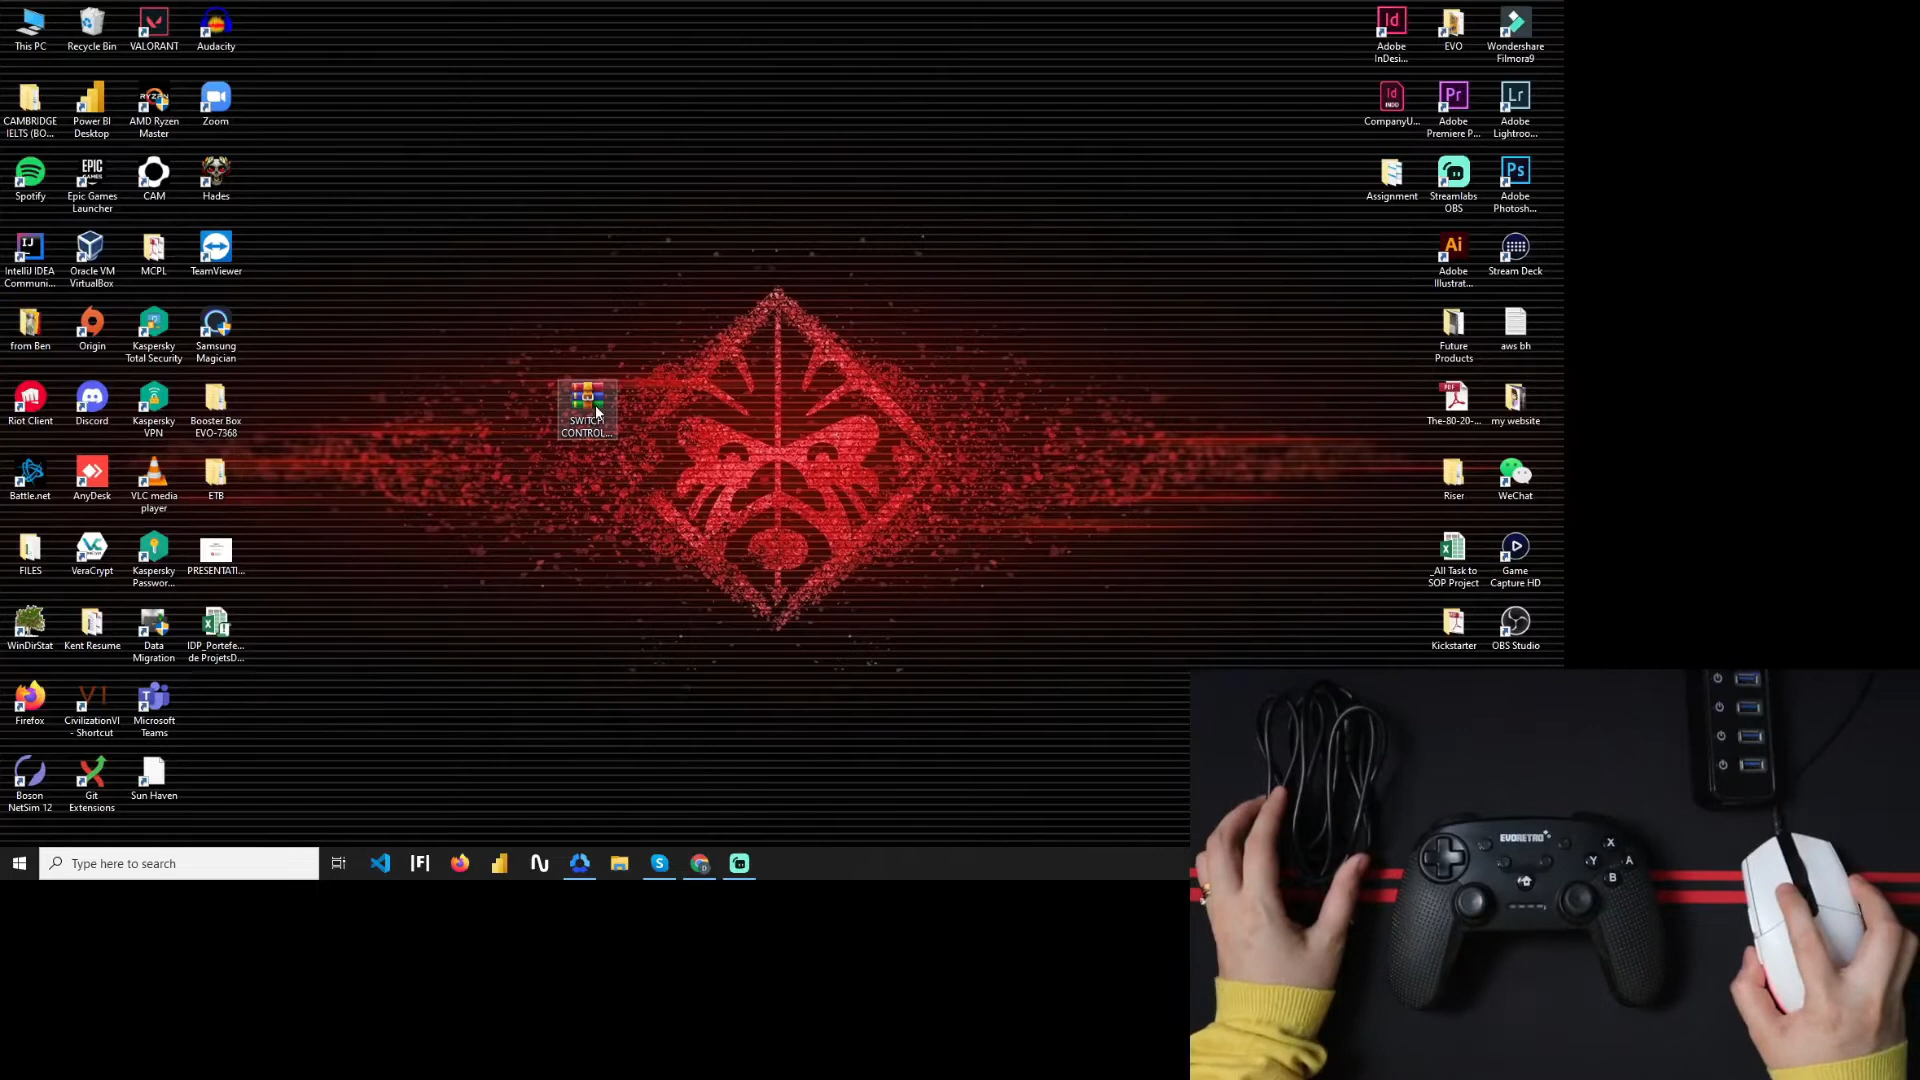 This PC
Recycle Bin
VALORANT
Audacity
Adobe
InDesi...
EVO
Wondershare
Filmora9
CAMBRIDGE
IELTS (BO...
Power BI
Desktop
RYZEN
AMD Ryzen
Master
Zoom
CompanyU...
Adobe
Premiere P...
Adobe
Lightroo...
Spotify
EPIC
GAMES
Epic Games
Launcher
CAM
Hades
Assignment
Streamlabs
OBS
Adobe
Photosh...
IntelliJ IDEA
Communi...
Oracle VM
VirtualBox
MCPL
TeamViewer
Adobe
Illustrat...
Stream Deck
from Ben
Origin
Kaspersky
Total Security
Samsung
Magician
Future
Products
aws bh
Riot Client
Discord
Kaspersky
VPN
Booster Box
EVO-7368
SWITCH
CONTROL...
The-80-20-...
my website
Battle.net
AnyDesk
VLC media
player
ETB
Riser
WeChat
FILES
VeraCrypt
Kaspersky
Passwor...
PRESENTATI...
_All Task to
SOP Project
Game
Capture HD
WinDirStat
Kent Resume
Data
Migration
IDP_Portefe...
de ProjetsD...
Kickstarter
OBS Studio
Firefox
CivilizationVI
- Shortcut
Microsoft
Teams
Boson
NetSim 12
Git
Extensions
Sun Haven
Type here to search
EVORETRO
X
Y
A
B